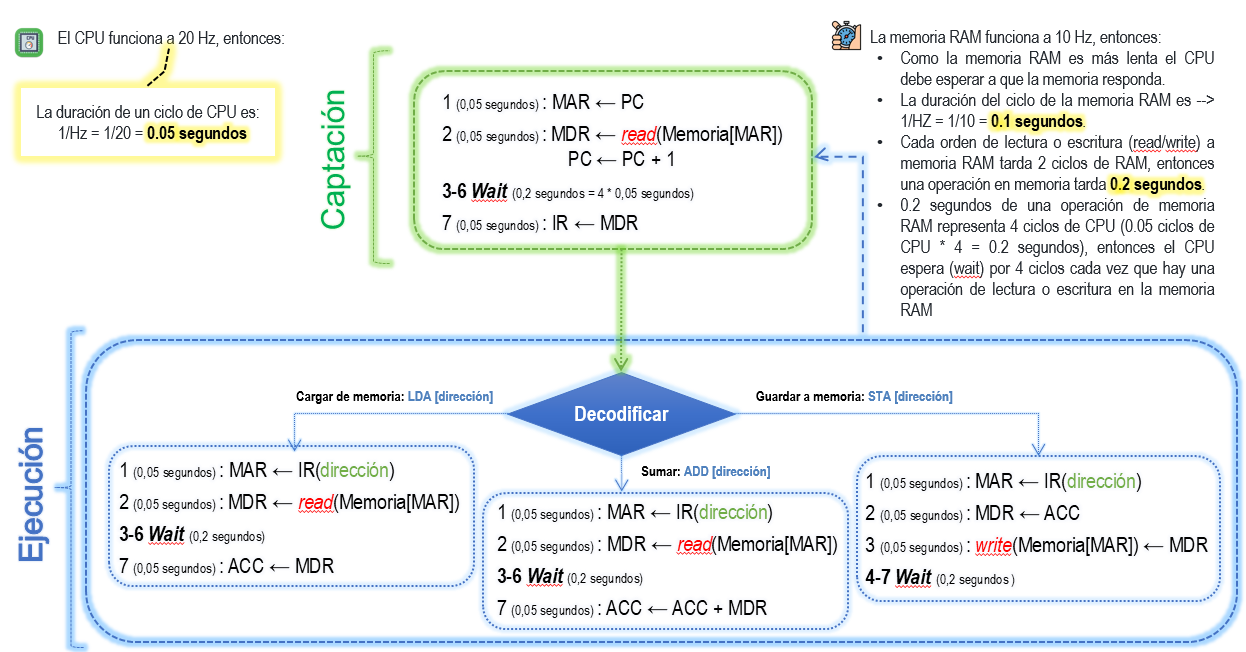 El CPU funciona a 20 Hz, entonces:
La duración de un ciclo de CPU es:
1/Hz = 1/20 = 0.05 segundos
Captación
1 (0,05 segundos) : MAR ← PC
2 (0,05 segundos) : MDR ← read(Memoria[MAR])
PC ← PC + 1
3-6 Wait (0,2 segundos = 4 * 0,05 segundos)
7 (0,05 segundos) : IR ← MDR
La memoria RAM funciona a 10 Hz, entonces:
• Como la memoria RAM es más lenta el CPU
debe esperar a que la memoria responda.
• La duración del ciclo de la memoria RAM es -->
1/HZ = 1/10 = 0.1 segundos.
• Cada orden de lectura o escritura (read/write) a
memoria RAM tarda 2 ciclos de RAM, entonces
una operación en memoria tarda 0.2 segundos.
• 0.2 segundos de una operación de memoria
RAM representa 4 ciclos de CPU (0.05 ciclos de
CPU * 4 = 0.2 segundos), entonces el CPU
espera (wait) por 4 ciclos cada vez que hay una
operación de lectura o escritura en la memoria
RAM
Ejecución
Decodificar
Cargar de memoria: LDA [dirección]
1 (0,05 segundos) : MAR ← IR(dirección)
2 (0,05 segundos) : MDR ← read(Memoria[MAR])
3-6 Wait (0,2 segundos)
7 (0,05 segundos) : ACC ← MDR
Sumar: ADD [dirección]
1 (0,05 segundos) : MAR ← IR(dirección)
2 (0,05 segundos) : MDR ← read(Memoria[MAR])
3-6 Wait (0,2 segundos)
7 (0,05 segundos) : ACC ← ACC + MDR
Guardar a memoria: STA [dirección]
1 (0,05 segundos) : MAR ← IR(dirección)
2 (0,05 segundos) : MDR ← ACC
3 (0,05 segundos) : write(Memoria[MAR]) ← MDR
4-7 Wait (0,2 segundos )